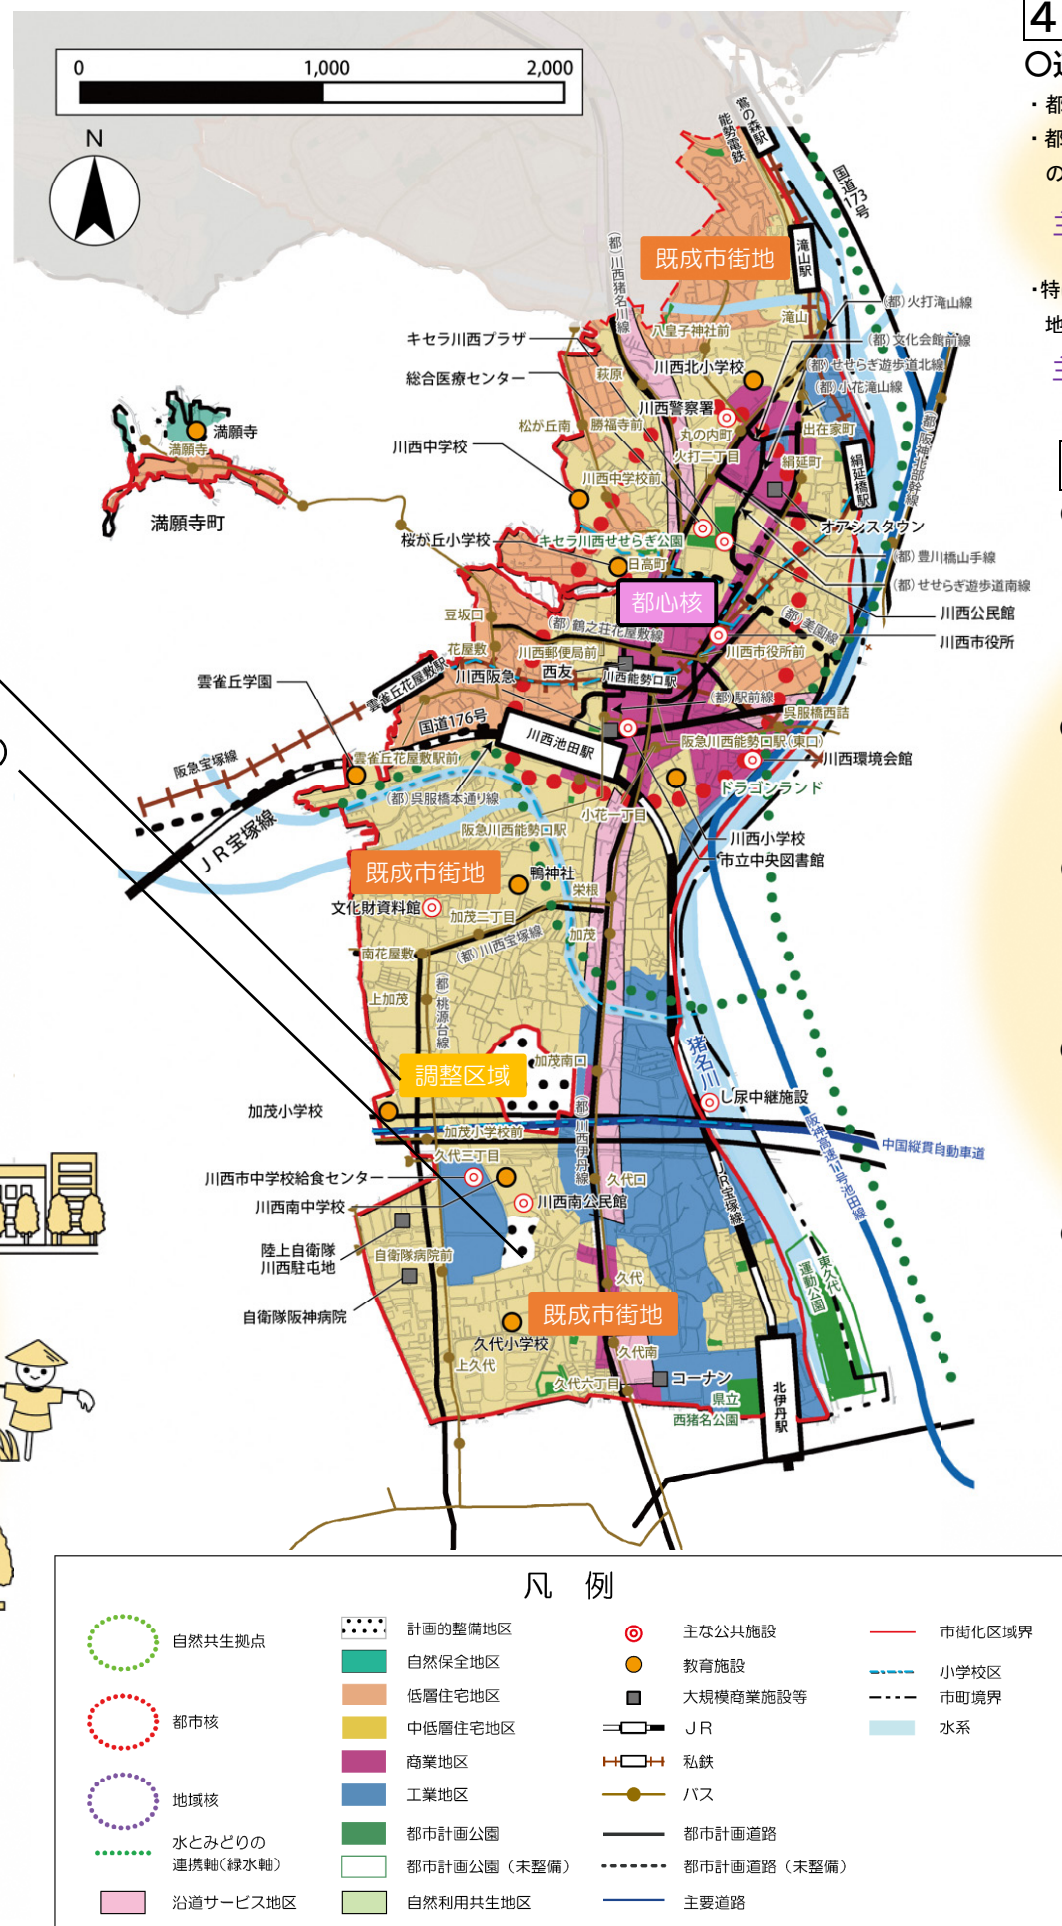 0 1,000 2,000
N
4
・都
・都
の
・特
地
鴬の森駅
能勢電鉄
国道173号
滝山駅
既成市街地
(都)川西猪名川線
(都)火打滝山線
滝山
八皇子神社前
(都)文化会館前線
キセラ川西プラザ
(都)せせらぎ遊歩道北線
萩原
川西北小学校
総合医療センター
(都)小花滝山線
川西警察署
松が丘南
勝福寺前
丸の内町
出在家町
満願寺
満願寺
川西中学校
火打二丁目
絹延町
絹延橋駅
(都)阪神北部幹線
川西中学校前
満願寺町
オアシスタウン
桜が丘小学校
キセラ川西せせらぎ公園
(都)豊川橋山手線
日高町
(都)せせらぎ遊歩道南線
都心核
川西公民館
豆坂口
(都)鶴之荘花屋敷線
(都)美園線
川西市役所
花屋敷
川西郵便局前
川西市役所前
雲雀丘花屋敷駅
川西阪急
西友
川西能勢口駅
雲雀丘学園
(都)駅前線
呉服橋西詰
国道176号
川西池田駅
阪急川西能勢口駅(東口)
雲雀丘花屋敷駅前
川西環境会館
阪急宝塚線
(都)呉服橋本通り線
ドラゴンランド
小花一丁目
JR宝塚線
阪急川西能勢口駅
川西小学校
市立中央図書館
既成市街地
鴨神社
栄根
文化財資料館
加茂二丁目
加茂
(都)川西宝塚線
南花屋敷
上加茂
(都)桃源台線
猪名川
加茂南口
調整区域
し尿中継施設
加茂小学校
(都)川西伊丹線
加茂小学校前
阪神高速11号池田線
中国縦貫自動車道
久代三丁目
川西市中学校給食センター
久代口
JR宝塚線
川西南中学校
川西南公民館
陸上自衛隊
川西駐屯地
自衛隊病院前
東久代
運動公園
久代
自衛隊阪神病院
既成市街地
久代小学校
久代南
上久代
久代六丁目
コーナン
県立
西猪名公園
北伊丹駅
凡 例
自然共生拠点
都市核
地域核
水とみどりの
連携軸(緑水軸)
沿道サービス地区
計画的整備地区
自然保全地区
低層住宅地区
中低層住宅地区
商業地区
工業地区
都市計画公園
都市計画公園(未整備)
自然利用共生地区
主な公共施設
教育施設
大規模商業施設等
JR
私鉄
バス
都市計画道路
都市計画道路(未整備)
主要道路
市街化区域界
小学校区
市町境界
水系